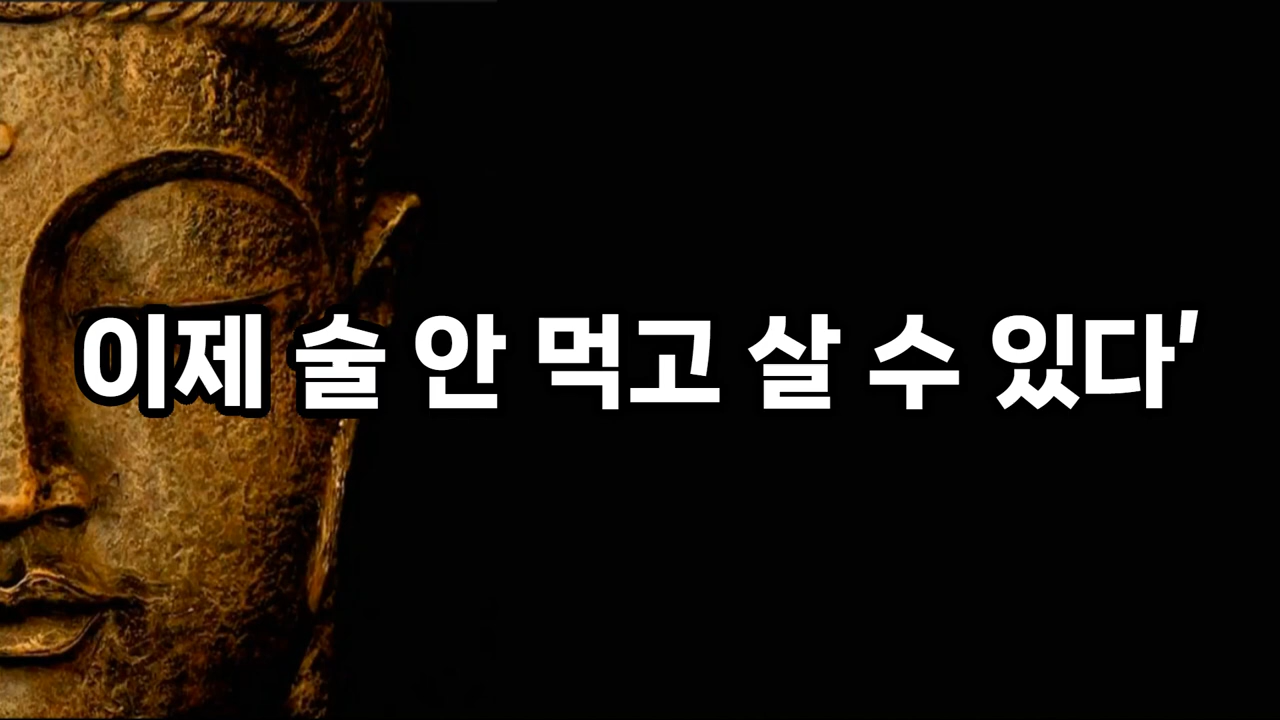 이제 술 안 먹고 살 수 있다'